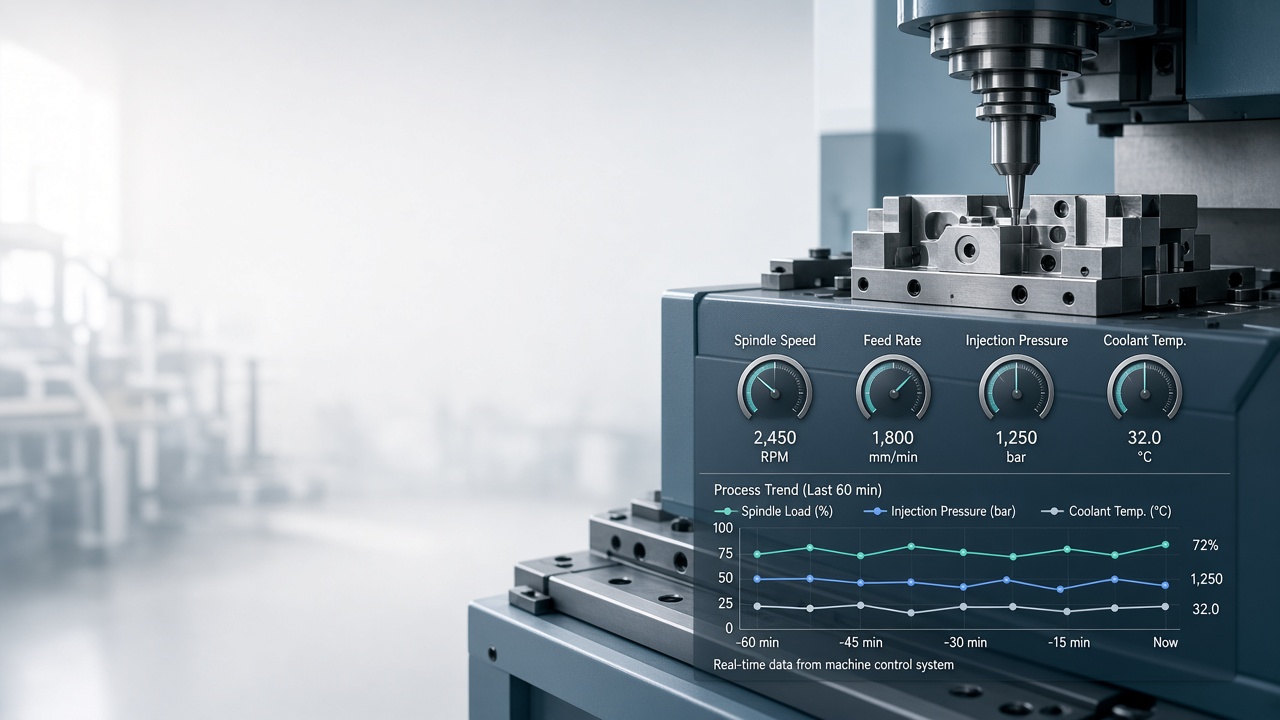 Spindle Speed Feed Rate Injection Pressure Coolant Temp.
2,450 1,800 1,250 32.0
RPM mm/min bar °C
Process Trend (Last 60 min)
Spindle Load (%) Injection Pressure (bar) Coolant Temp. (°C)
100
75
50
25
0
72%
1,250
32.0
-60 min -45 min -30 min -15 min Now
Real-time data from machine control system